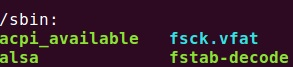 /sbin:
acpi_available fsck.vfat
alsa fstab-decode